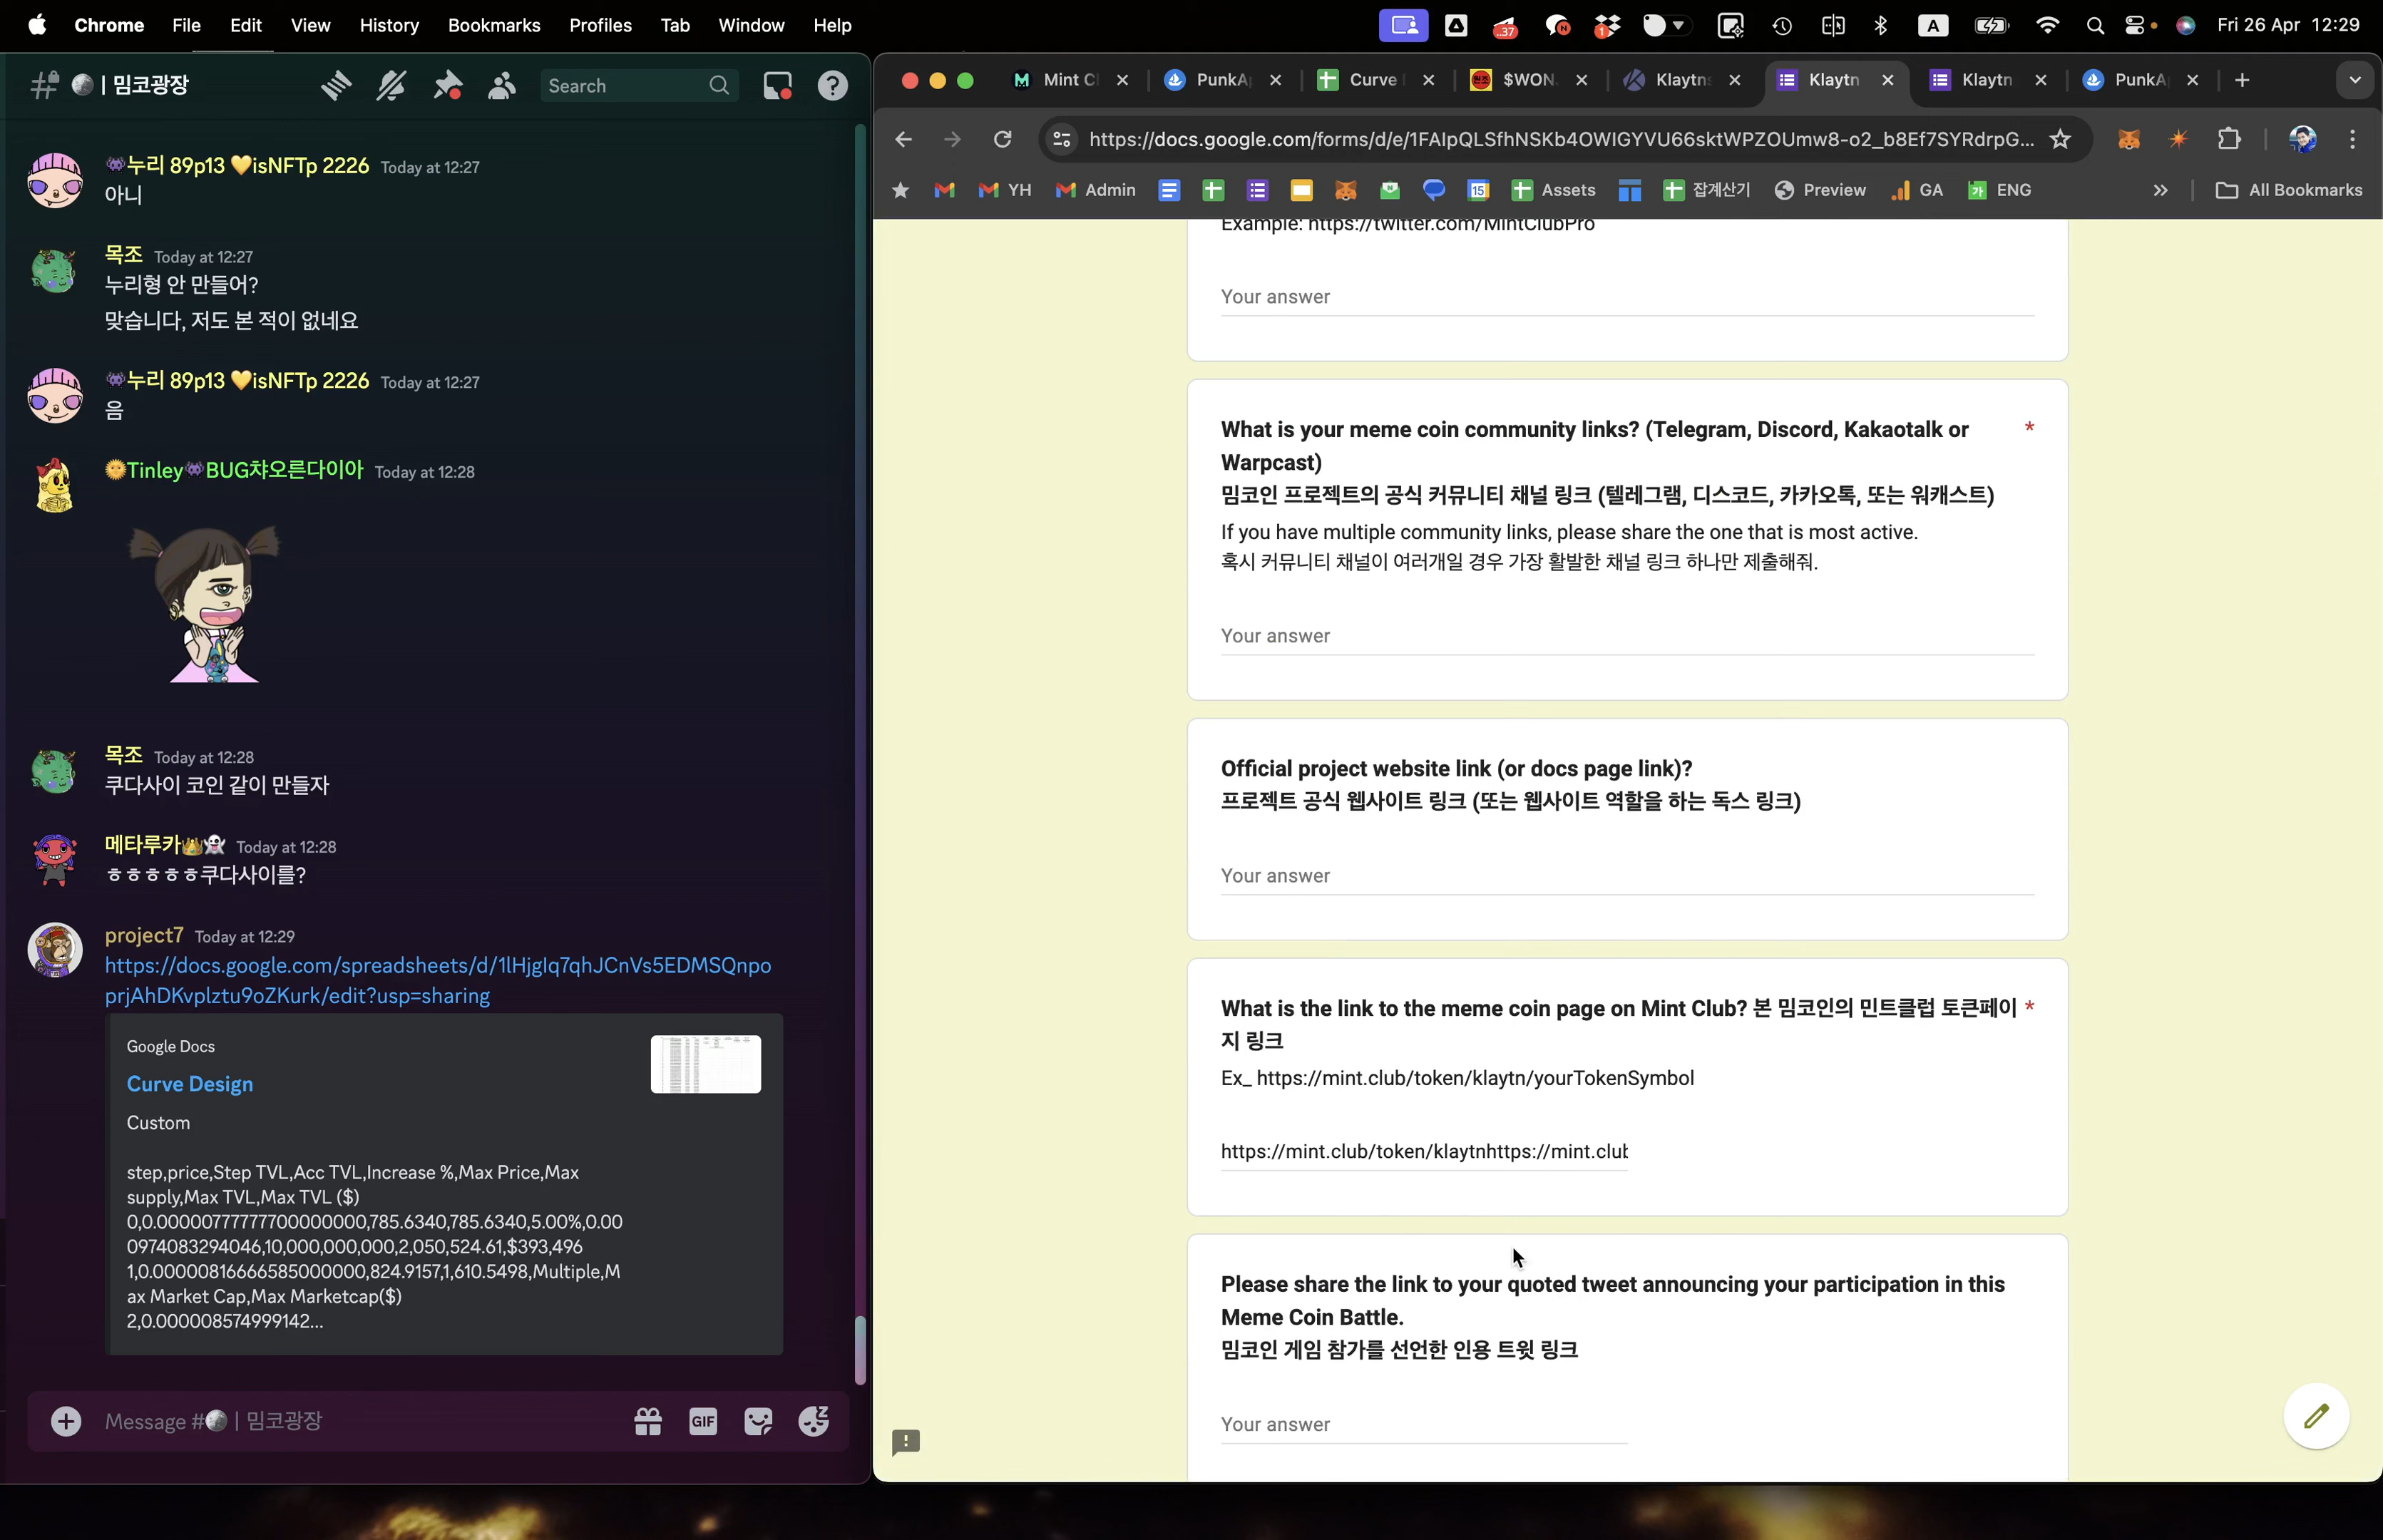 Chrome File Edit View History Bookmarks Profiles Tab Window Help
37
N
1
A
Fri 26 Apr 12:29
| 밈코광장
Search
누리 89p13 💛isNFTp 2226 Today at 12:27
아니
목조 Today at 12:27
누리형 안 만들어?
맞습니다, 저도 본 적이 없네요
누리 89p13 💛isNFTp 2226 Today at 12:27
음
🌞Tinley👾BUG챠오른다이아 Today at 12:28
목조 Today at 12:28
쿠다사이 코인 같이 만들자
메타루카👑👻 Today at 12:28
ㅎㅎㅎㅎㅎ쿠다사이를?
project7 Today at 12:29
https://docs.google.com/spreadsheets/d/1lHjgIq7qhJCnVs5EDMSQnpo
prjAhDKvplztu9oZKurk/edit?usp=sharing
Google Docs
Curve Design
Custom
step,price,Step TVL,Acc TVL,Increase %,Max Price,Max
supply,Max TVL,Max TVL ($)
0,0.00000777777700000000,785.6340,785.6340,5.00%,0.00
0974083294046,10,000,000,000,2,050,524.61,$393,496
1,0.00000816666585000000,824.9157,1,610.5498,Multiple,M
ax Market Cap,Max Marketcap($)
2,0.000008574999142...
Message #🌏 | 밈코광장
GIF
Mint Cl
PunkA
Curve
$WON
Klaytn
Klaytn
Klaytn
PunkA
https://docs.google.com/forms/d/e/1FAIpQLSfhNSKb4OWIGYVU66sktWPZOUmw8-o2_b8Ef7SYRdrpG...
YH Admin 15 Assets 잡계산기 Preview GA ENG All Bookmarks
Example: https://twitter.com/MintClubPro
Your answer
What is your meme coin community links? (Telegram, Discord, Kakaotalk or *
Warpcast)
밈코인 프로젝트의 공식 커뮤니티 채널 링크 (텔레그램, 디스코드, 카카오톡, 또는 워캐스트)
If you have multiple community links, please share the one that is most active.
혹시 커뮤니티 채널이 여러개일 경우 가장 활발한 채널 링크 하나만 제출해줘.
Your answer
Official project website link (or docs page link)?
프로젝트 공식 웹사이트 링크 (또는 웹사이트 역할을 하는 독스 링크)
Your answer
What is the link to the meme coin page on Mint Club? 본 밈코인의 민트클럽 토큰페이 *
지 링크
Ex_ https://mint.club/token/klaytn/yourTokenSymbol
https://mint.club/token/klaytnhttps://mint.club
Please share the link to your quoted tweet announcing your participation in this
Meme Coin Battle.
밈코인 게임 참가를 선언한 인용 트윗 링크
Your answer